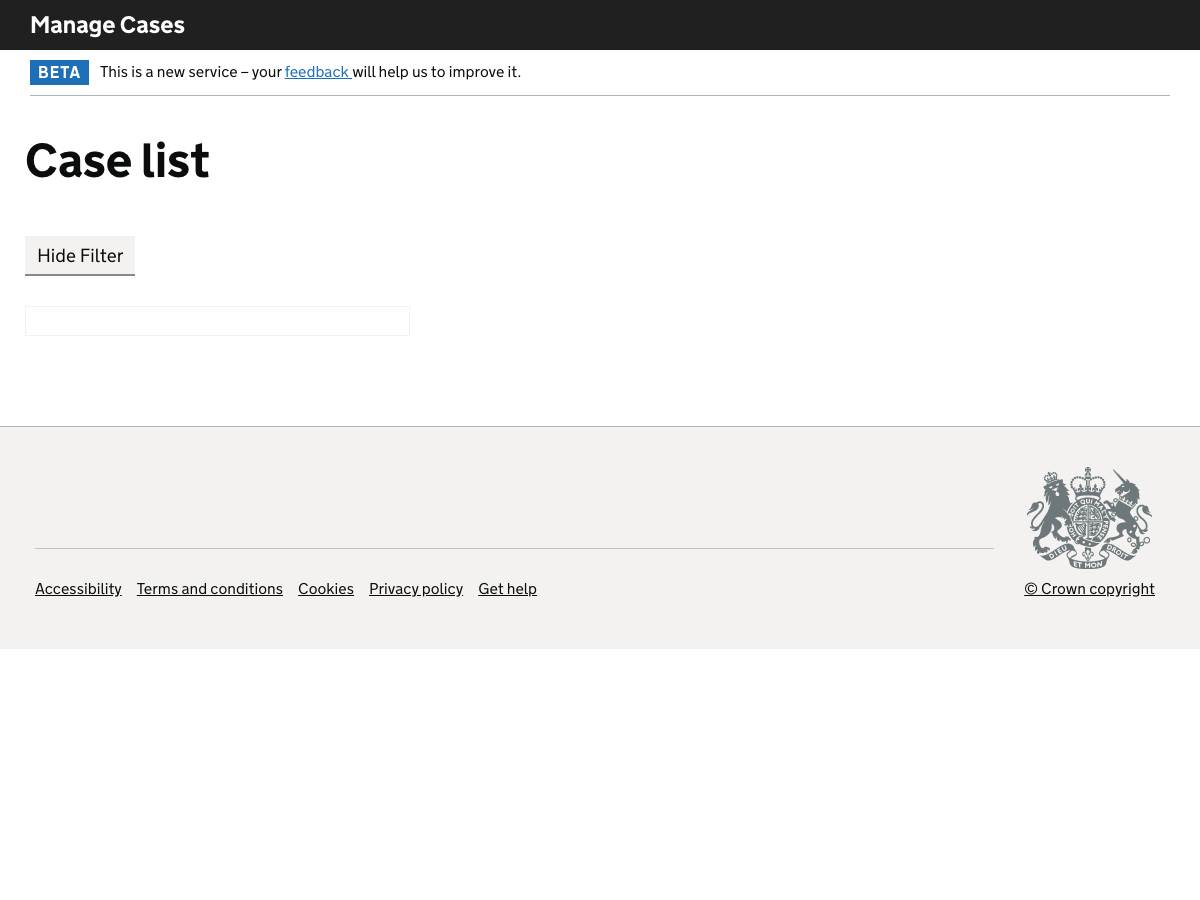 Manage Cases
BETA This is a new service – your feedback will help us to improve it.
Case list
Hide Filter
DIEU ET MON DROIT
Accessibility Terms and conditions Cookies Privacy policy Get help © Crown copyright